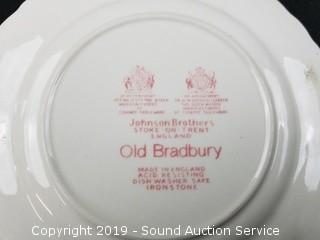 Johnson Brothers
STOKE-ON-TRENT
ENGLAND
Old Bradbury
MADE IN ENGLAND
ACID RESISTING
DISH WASHER SAFE
IRONSTONE
Copyright 2019 - Sound Auction Service